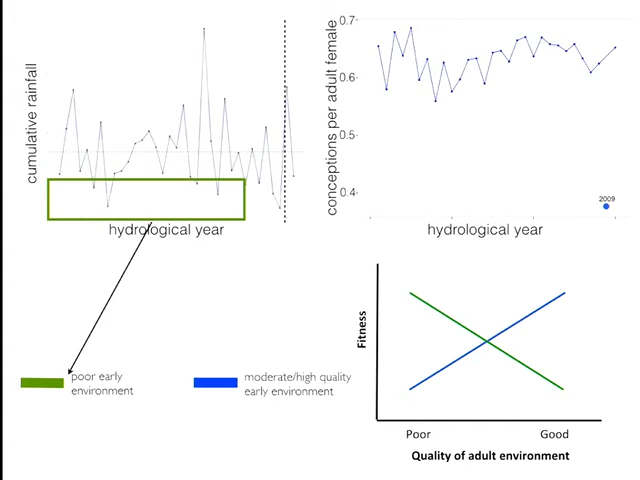 cumulative rainfall
hydrological year
conceptions per adult female
0.7
0.6
0.5
0.4
2009
hydrological year
poor early
environment
moderate/high quality
early environment
Fitness
Poor
Good
Quality of adult environment